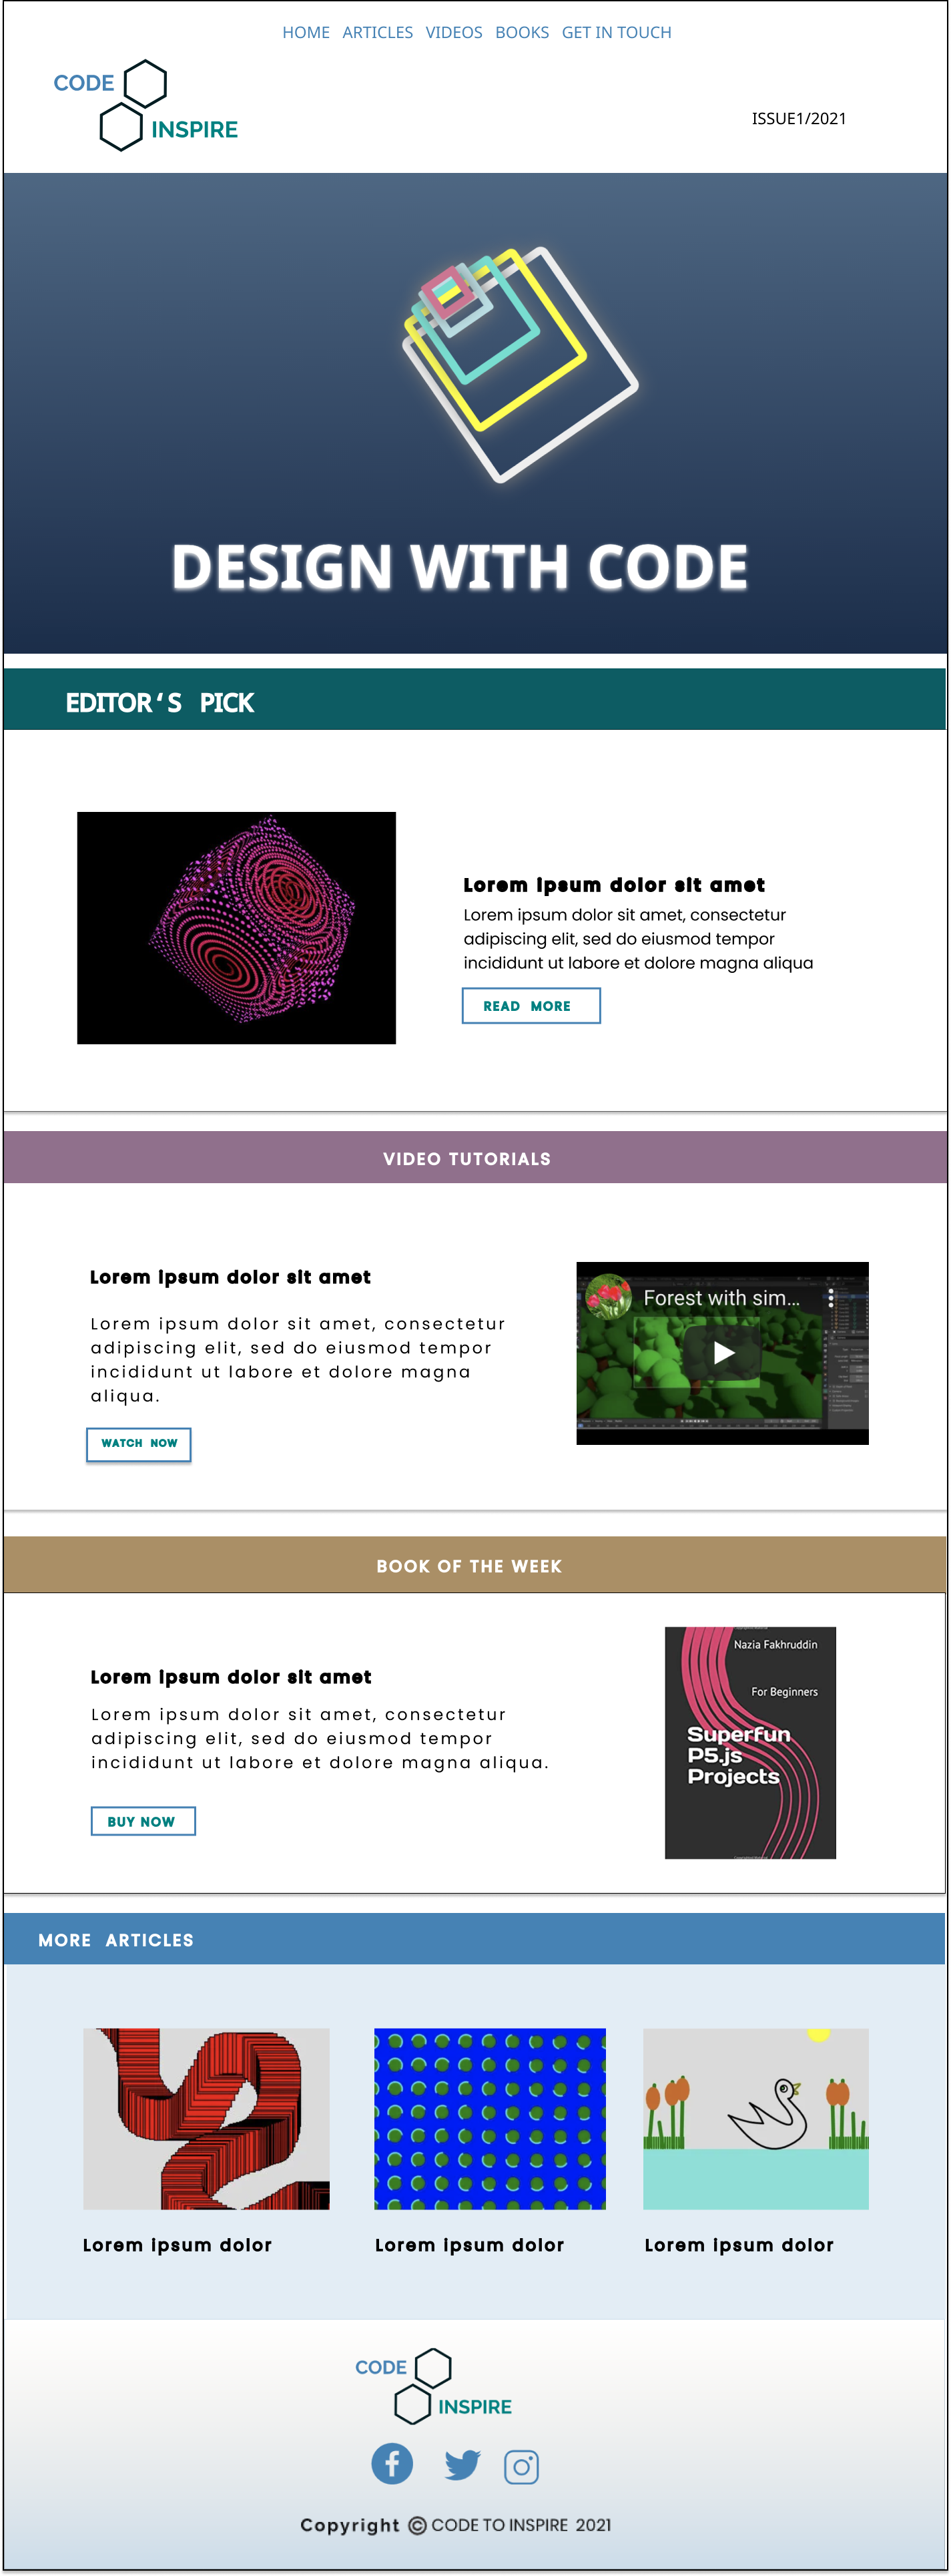 HOME ARTICLES VIDEOS BOOKS GET IN TOUCH
CODE
INSPIRE
ISSUE1/2021
DESIGN WITH CODE
EDITOR‘S PICK
Lorem ipsum dolor sit amet
Lorem ipsum dolor sit amet, consectetur
adipiscing elit, sed do eiusmod tempor
incididunt ut labore et dolore magna aliqua
READ MORE
VIDEO TUTORIALS
Lorem ipsum dolor sit amet
Lorem ipsum dolor sit amet, consectetur
adipiscing elit, sed do eiusmod tempor
incididunt ut labore et dolore magna
aliqua.
WATCH NOW
Forest with sim...
BOOK OF THE WEEK
Lorem ipsum dolor sit amet
Lorem ipsum dolor sit amet, consectetur
adipiscing elit, sed do eiusmod tempor
incididunt ut labore et dolore magna aliqua.
BUY NOW
Nazia Fakhruddin
For Beginners
Superfun
P5.js
Projects
MORE ARTICLES
Lorem ipsum dolor
Lorem ipsum dolor
Lorem ipsum dolor
CODE
INSPIRE
Copyright © CODE TO INSPIRE 2021